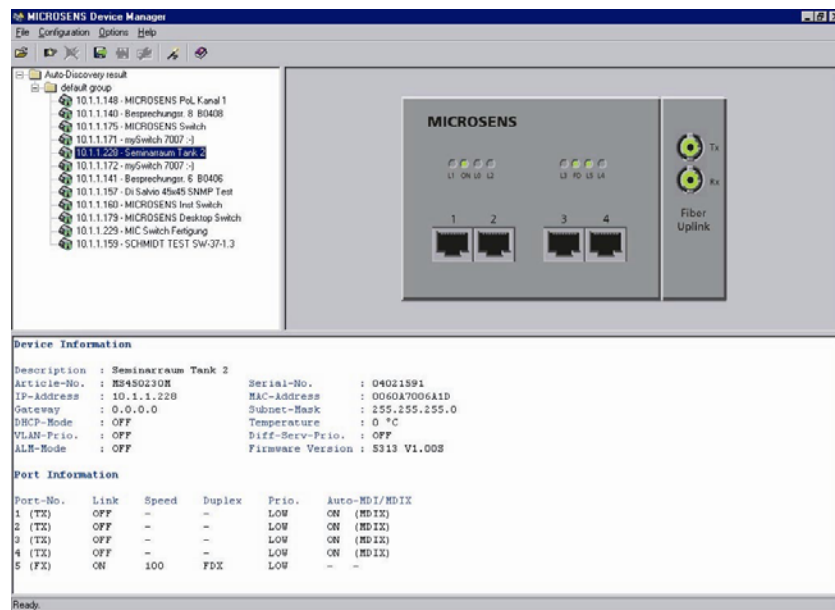 MICROSENS Device Manager
File Configuration Options Help
Auto-Discovery result
default group
10.1.1.148 - MICROSENS PoL Kanal 1
10.1.1.140 - Besprechungsr. 8 B0408
10.1.1.175 - MICROSENS Switch
10.1.1.171 - mySwitch 7007 :-)
10.1.1.228 - Seminarraum Tank 2
10.1.1.172 - mySwitch 7007 :-)
10.1.1.141 - Besprechungsr. 6 B0406
10.1.1.157 - Di Salvo 45x45 SNMP Test
10.1.1.160 - MICROSENS Inst Switch
10.1.1.179 - MICROSENS Desktop Switch
10.1.1.229 - MIC Switch Fertigung
10.1.1.159 - SCHMIDT TEST SW-37-1.3
MICROSENS
L1 ON L0 L2
L3 FO L5 L4
1 2 3 4
Tx
Rx
Fiber
Uplink
Device Information
Description : Seminarraum Tank 2
Article-No. : MS450230M Serial-No. : 04021591
IP-Address : 10.1.1.228 MAC-Address : 0060A7006A1D
Gateway : 0.0.0.0 Subnet-Mask : 255.255.255.0
DHCP-Mode : OFF Temperature : 0 °C
VLAN-Prio. : OFF Diff-Serv-Prio. : OFF
ALM-Mode : OFF Firmware Version : S313 V1.00S
Port Information
Port-No. Link Speed Duplex Prio. Auto-MDI/MDIX
1 (TX) OFF - - LOW ON (MDIX)
2 (TX) OFF - - LOW ON (MDIX)
3 (TX) OFF - - LOW ON (MDIX)
4 (TX) OFF - - LOW ON (MDIX)
5 (FX) ON 100 FDX LOW - -
Ready.